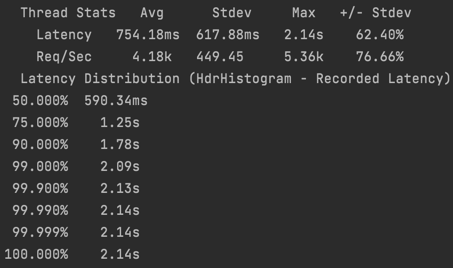 Thread Stats   Avg      Stdev     Max   +/- Stdev
Latency   754.18ms  617.88ms   2.14s    62.40%
Req/Sec     4.18k   449.45     5.36k    76.66%
Latency Distribution (HdrHistogram - Recorded Latency)
50.000%  590.34ms
75.000%    1.25s
90.000%    1.78s
99.000%    2.09s
99.900%    2.13s
99.990%    2.14s
99.999%    2.14s
100.000%    2.14s